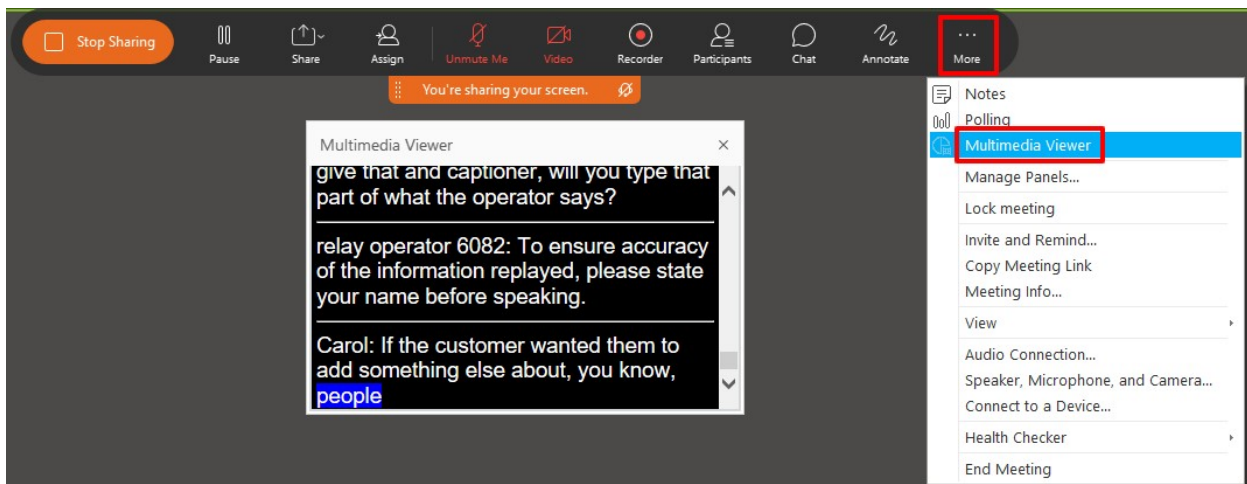 Stop Sharing
Pause
Share
Assign
Unmute Me
Video
Recorder
Participants
Chat
Annotate
More
You're sharing your screen.
Multimedia Viewer
give that and captioner, will you type that
part of what the operator says?
relay operator 6082: To ensure accuracy
of the information replayed, please state
your name before speaking.
Carol: If the customer wanted them to
add something else about, you know,
people
Notes
Polling
Multimedia Viewer
Manage Panels...
Lock meeting
Invite and Remind...
Copy Meeting Link
Meeting Info...
View
Audio Connection...
Speaker, Microphone, and Camera...
Connect to a Device...
Health Checker
End Meeting